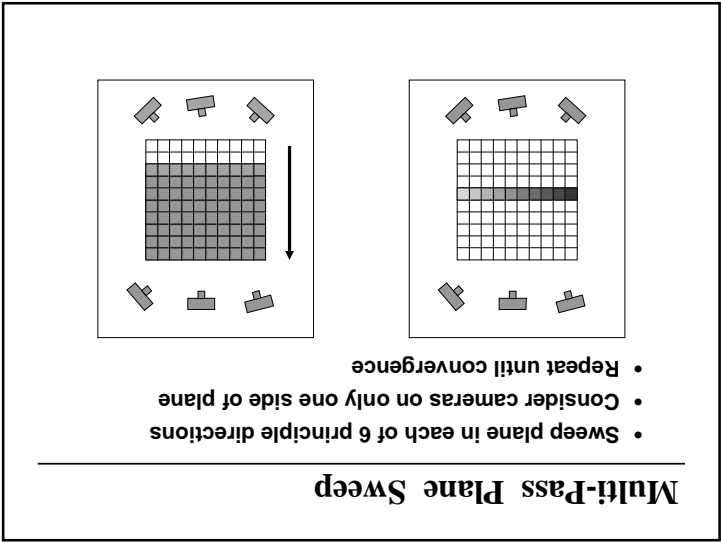 Multi-Pass Plane Sweep
• Sweep plane in each of 6 principle directions
• Consider cameras on only one side of plane
• Repeat until convergence